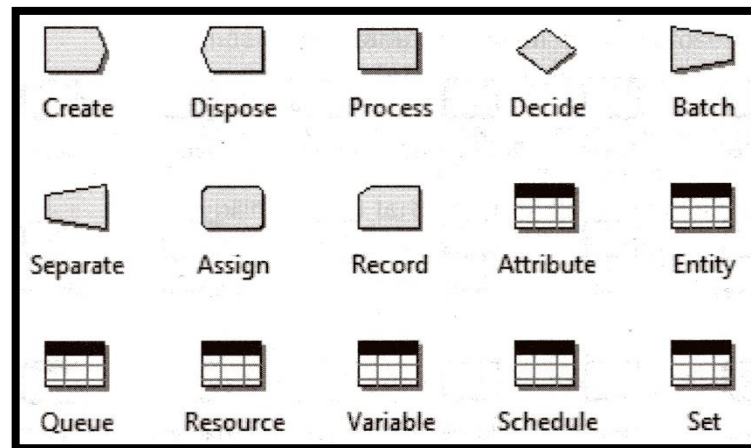 Create Dispose Process Decide Batch
Separate Assign Record Attribute Entity
Queue Resource Variable Schedule Set